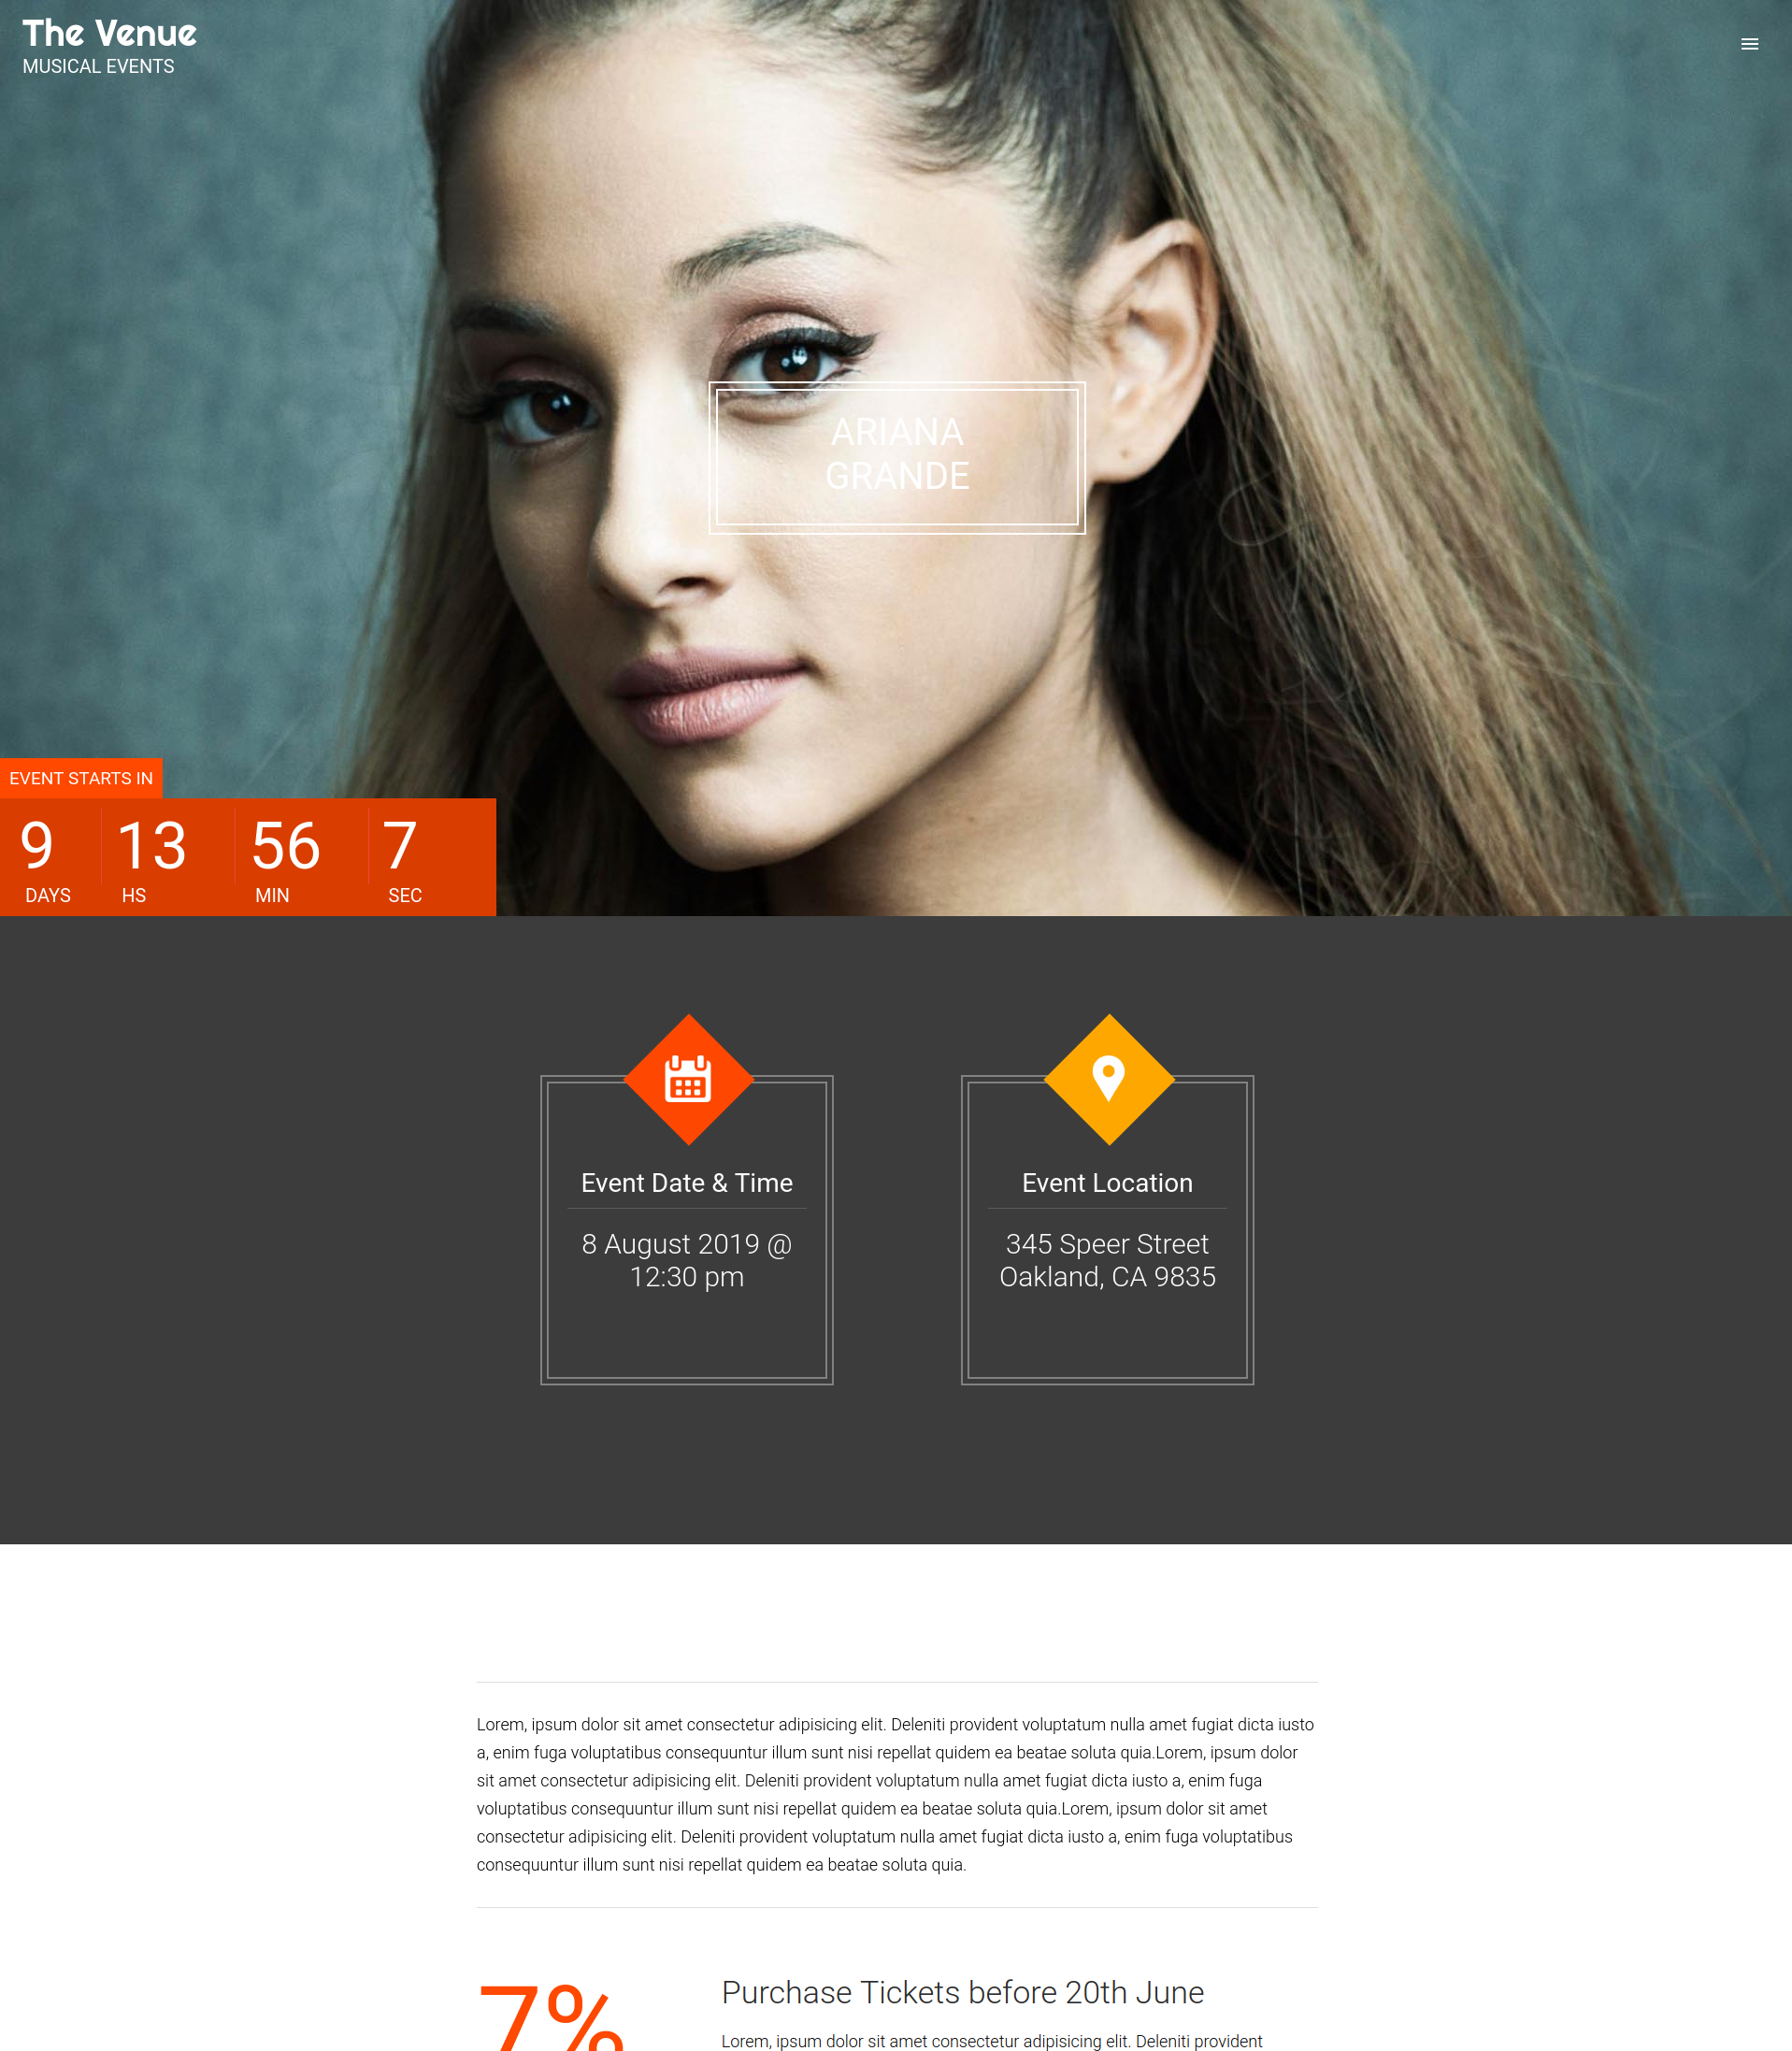 The Venue
MUSICAL EVENTS
ARIANA
GRANDE
EVENT STARTS IN
9 13 56 7
DAYS HS MIN SEC
Event Date & Time
8 August 2019 @
12:30 pm
Event Location
345 Speer Street
Oakland, CA 9835
Lorem, ipsum dolor sit amet consectetur adipisicing elit. Deleniti provident voluptatum nulla amet fugiat dicta iusto
a, enim fuga voluptatibus consequuntur illum sunt nisi repellat quidem ea beatae soluta quia.Lorem, ipsum dolor
sit amet consectetur adipisicing elit. Deleniti provident voluptatum nulla amet fugiat dicta iusto a, enim fuga
voluptatibus consequuntur illum sunt nisi repellat quidem ea beatae soluta quia.Lorem, ipsum dolor sit amet
consectetur adipisicing elit. Deleniti provident voluptatum nulla amet fugiat dicta iusto a, enim fuga voluptatibus
consequuntur illum sunt nisi repellat quidem ea beatae soluta quia.
7%
Purchase Tickets before 20th June
Lorem, ipsum dolor sit amet consectetur adipisicing elit. Deleniti provident